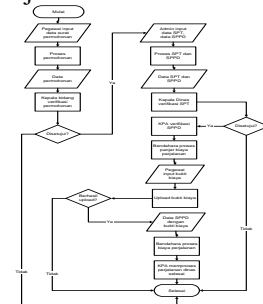 Mulai
Pegawai input
data surat
permohonan
Proses
permohonan
Data
permohonan
Kepala bidang
verifikasi
permohonan
Disetujui?
Ya
Tidak
Admin input
data SPT,
data SPPD
Proses SPT dan
SPPD
Data SPT dan
SPPD
Kepala Dinas
verifikasi SPT
Disetujui?
Ya
Tidak
KPA verifikasi
SPPD
Bendahara proses
panjar biaya
perjalanan
Pegawai
input bukti
biaya
Upload bukti biaya
Berhasil
upload?
Ya
Tidak
Data SPPD
dengan
bukti biaya
Bendahara proses
biaya perjalanan
KPA memproses
perjalanan dinas
selesai
Selesai